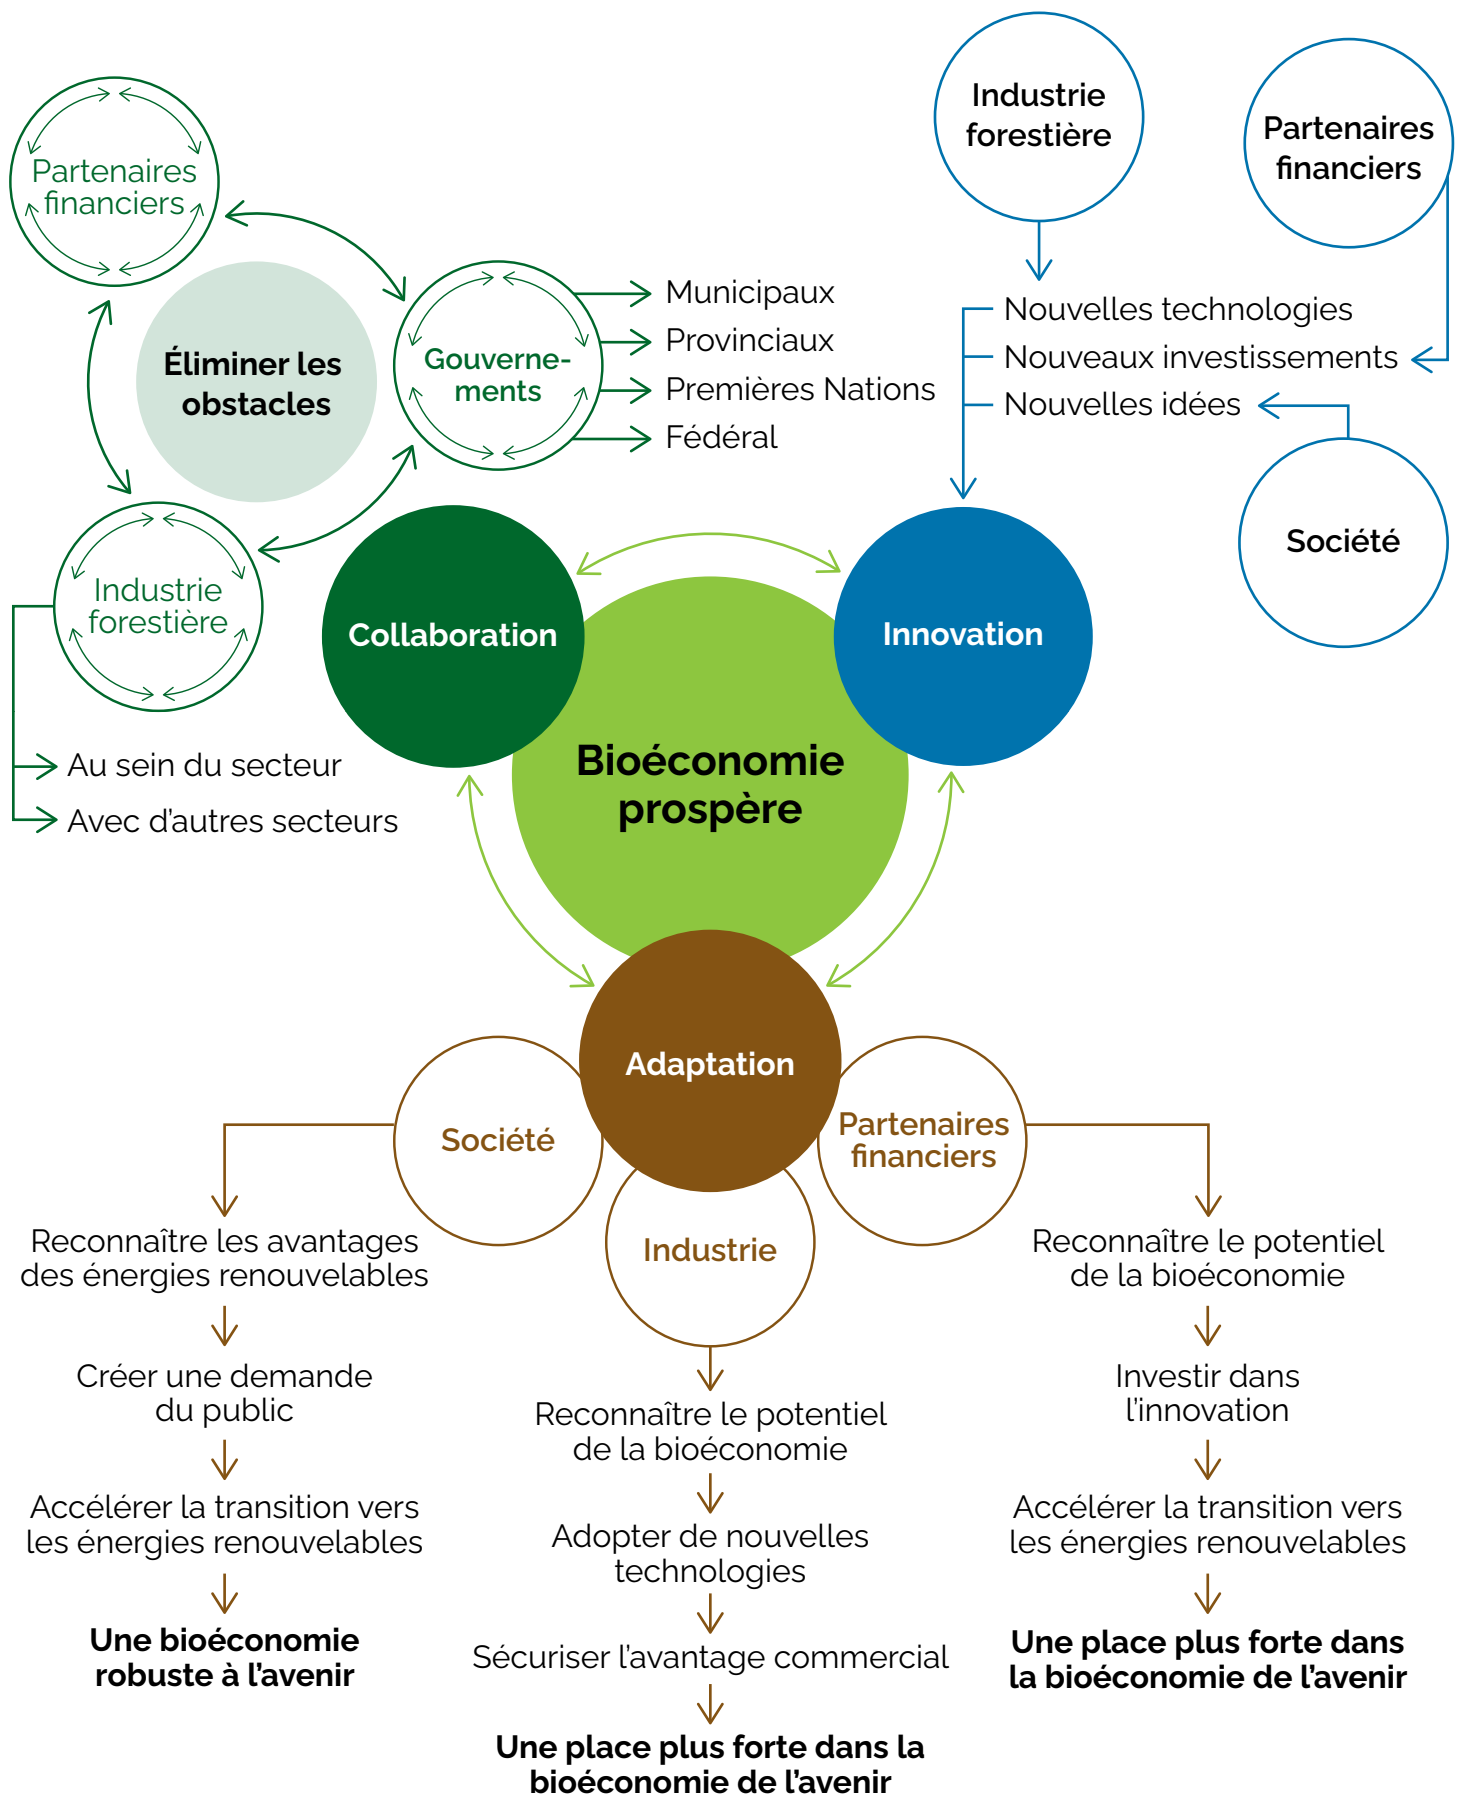 Partenaires
financiers
Éliminer les
obstacles
Gouverne-
ments
Municipaux
Provinciaux
Premières Nations
Fédéral
Industrie
forestière
Au sein du secteur
Avec d'autres secteurs
Industrie
forestière
Partenaires
financiers
Nouvelles technologies
Nouveaux investissements
Nouvelles idées
Société
Collaboration
Innovation
Bioéconomie
prospère
Adaptation
Société
Reconnaître les avantages
des énergies renouvelables
Créer une demande
du public
Accélérer la transition vers
les énergies renouvelables
Une bioéconomie
robuste à l'avenir
Industrie
Reconnaître le potentiel
de la bioéconomie
Adopter de nouvelles
technologies
Sécuriser l'avantage commercial
Une place plus forte dans la
bioéconomie de l'avenir
Partenaires
financiers
Reconnaître le potentiel
de la bioéconomie
Investir dans
l'innovation
Accélérer la transition vers
les énergies renouvelables
Une place plus forte dans
la bioéconomie de l'avenir